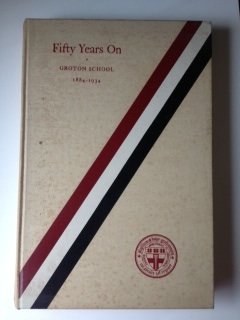 Fifty Years On
GROTON SCHOOL
1884-1934